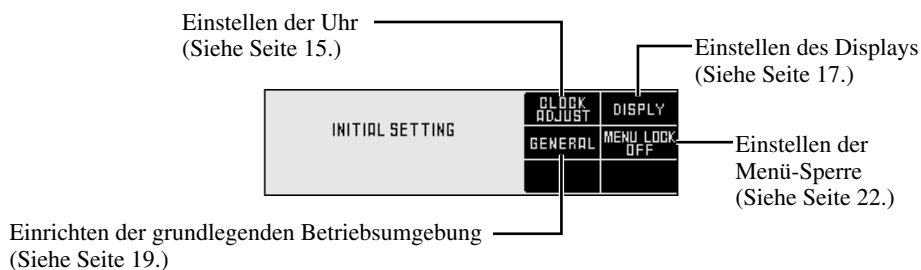 Einstellen der Uhr
(Siehe Seite 15.)
Einstellen des Displays
(Siehe Seite 17.)
INITIAL SETTING
CLOCK
ADJUST
DISPLY
GENERAL
MENU LOCK
OFF
Einstellen der
Menü-Sperre
(Siehe Seite 22.)
Einrichten der grundlegenden Betriebsumgebung
(Siehe Seite 19.)